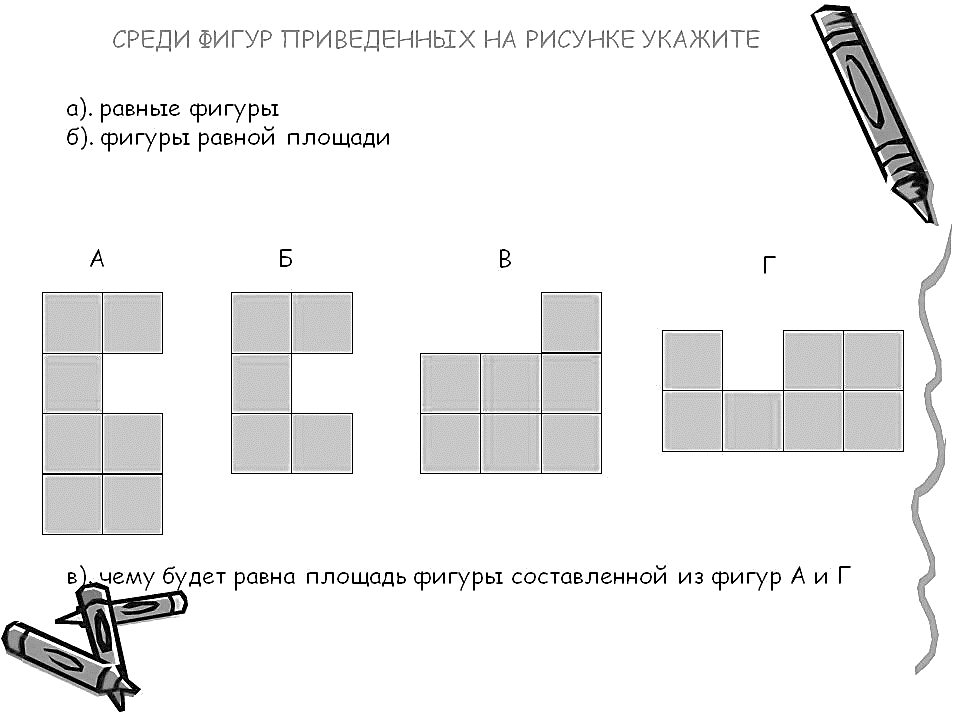 СРЕДИ ФИГУР ПРИВЕДЕННЫХ НА РИСУНКЕ УКАЖИТЕ
а). равные фигуры
б). фигуры равной площади
А Б В Г
в). чему будет равна площадь фигуры составленной из фигур А и Г